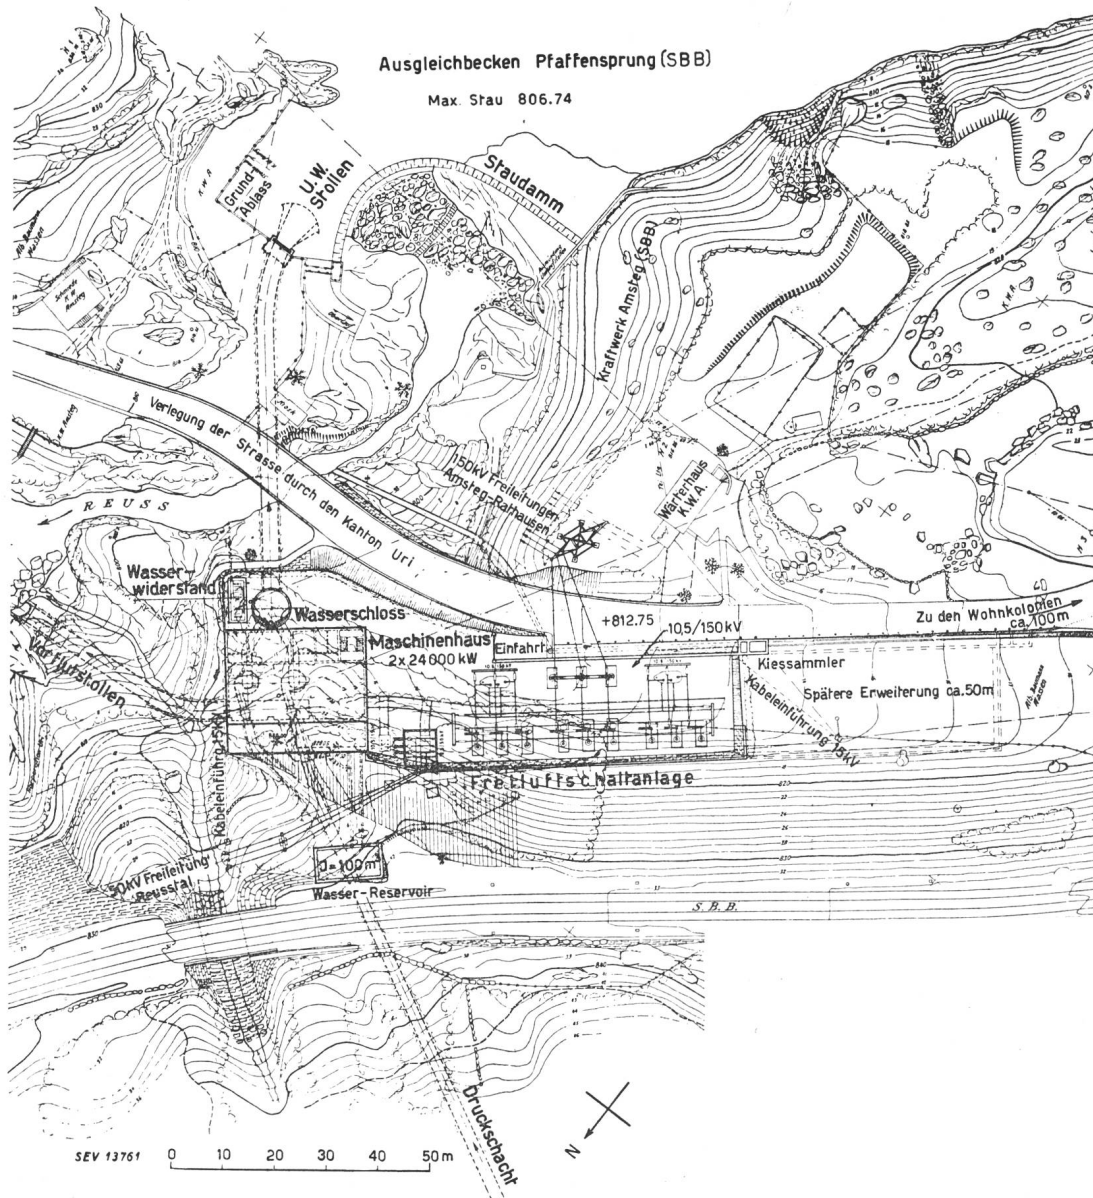 Ausgleichbecken Pfaffensprung (SBB)
Max. Stau 806.74
Staudamm
U.W.
Stollen
Grund-
Ablass
K.W.A.
Kraftwerk Amsteg (SBB)
K.W.A.
Verlegung der Strasse durch den Kanton Uri
150kV Freileitungen
Amsteg-Rathausen
Wärterhaus
K.W.A.
REUSS
Wasser-
widerstand
Wasserschloss
Maschinenhaus
2x24000 kW
Einfahrt
+812.75
10,5/150kV
Zu den Wohnkolonien
ca.100m
Kiessammler
Spätere Erweiterung ca.50m
Vorflutstollen
Kabeleinführung 15kV
Kabeleinführung 15kV
Freiluftschaltanlage
50kV Freileitung
Reusstal
J=100m
Wasser-Reservoir
S.B.B.
Druckschacht
N
SEV 13761
0 10 20 30 40 50m